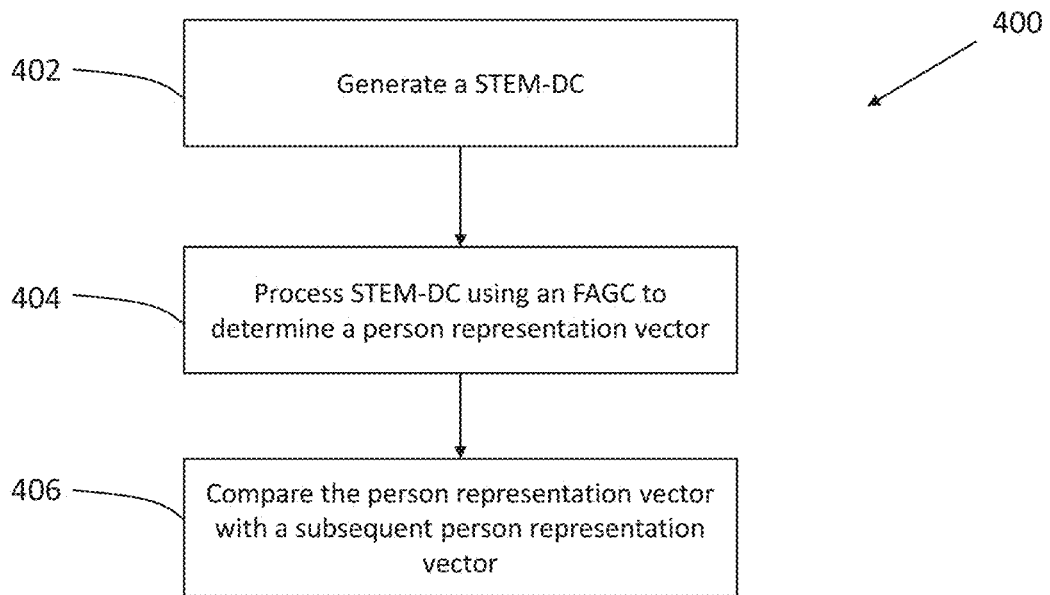 400
402
Generate a STEM-DC
404
Process STEM-DC using an FAGC to
determine a person representation vector
406
Compare the person representation vector
with a subsequent person representation
vector